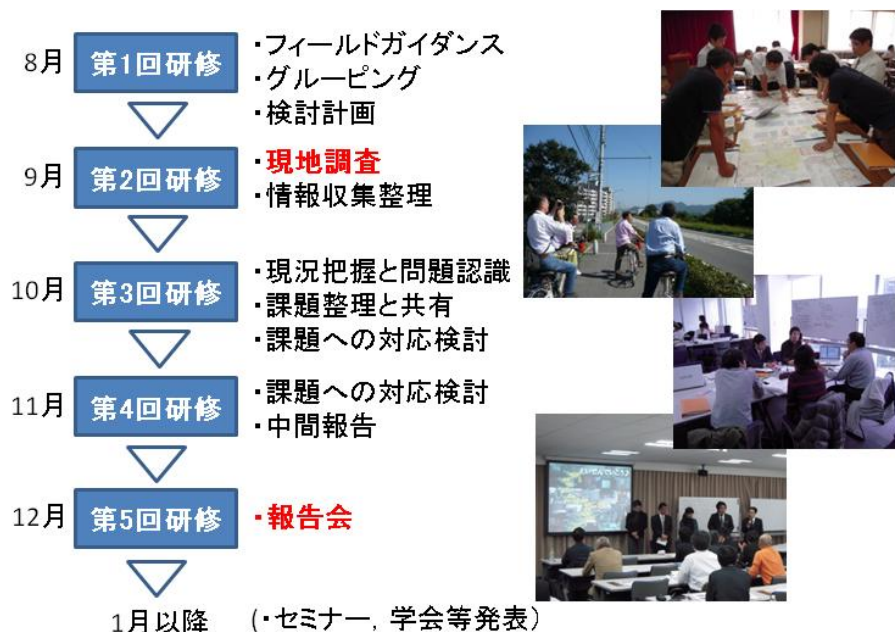 8月 第1回研修 ・フィールドガイダンス
・グルーピング
・検討計画
9月 第2回研修 ・現地調査
・情報収集整理
10月 第3回研修 ・現況把握と問題認識
・課題整理と共有
・課題への対応検討
11月 第4回研修 ・課題への対応検討
・中間報告
12月 第5回研修 ・報告会
1月以降 (・セミナー, 学会等発表)